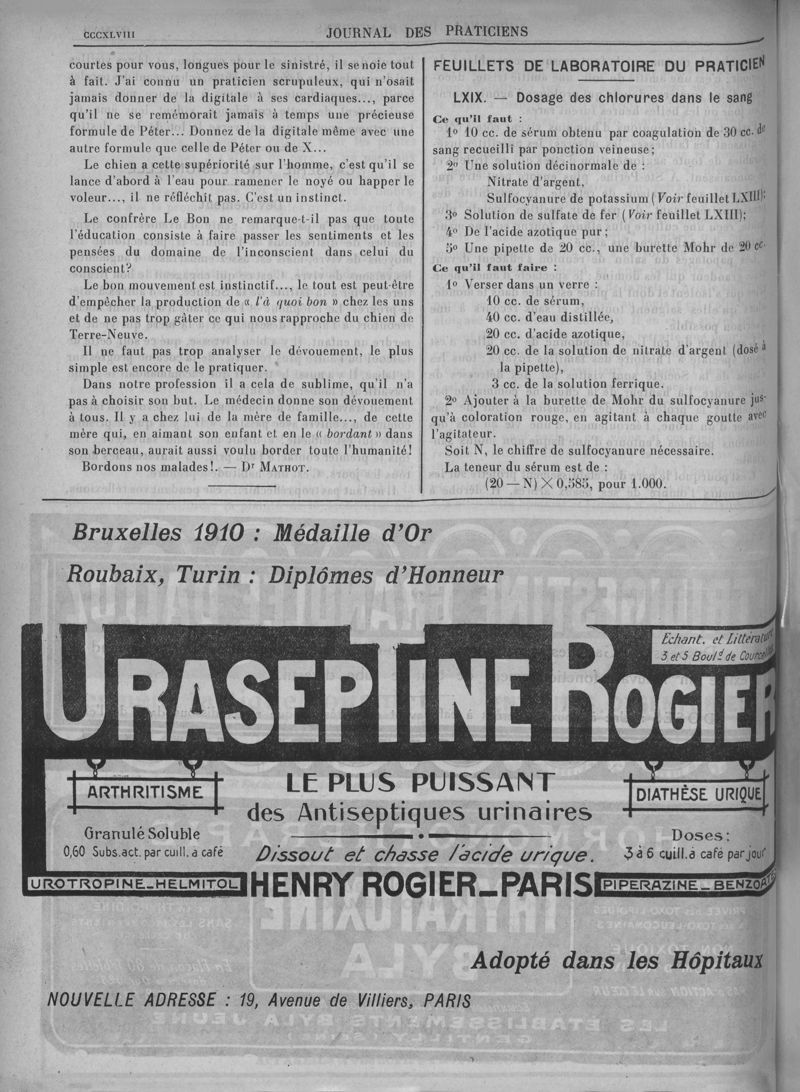 CCCXLVIII
JOURNAL DES PRATICIENS
courtes pour vous, longues pour le sinistré, il se noie tout
à fait. J'ai connu un praticien scrupuleux, qui n'osait
jamais donner de la digitale à ses cardiaques..., parce
qu'il ne se remémorait jamais à temps une précieuse
formule de Péter... Donnez de la digitale même avec une
autre formule que celle de Péter ou de X...
Le chien a cette supériorité sur l'homme, c'est qu'il se
lance d'abord à l'eau pour ramener le noyé ou happer le
voleur..., il ne réfléchit pas. C'est un instinct.
Le confrère Le Bon ne remarque-t-il pas que toute
l'éducation consiste à faire passer les sentiments et les
pensées du domaine de l'inconscient dans celui du
conscient?
Le bon mouvement est instinctif..., le tout est peut-être
d'empêcher la production de « l'à quoi bon » chez les uns
et de ne pas trop gâter ce qui nous rapproche du chien de
Terre-Neuve.
Il ne faut pas trop analyser le dévouement, le plus
simple est encore de le pratiquer.
Dans notre profession il a cela de sublime, qu'il n'a
pas à choisir son but. Le médecin donne son dévouement
à tous. Il y a chez lui de la mère de famille..., de cette
mère qui, en aimant son enfant et en le « bordant » dans
son berceau, aurait aussi voulu border toute l'humanité!
Bordons nos malades!. — Dr MATHOT.
FEUILLETS DE LABORATOIRE DU PRATICIEN
LXIX. — Dosage des chlorures dans le sang
Ce qu'il faut :
1º 10 cc. de sérum obtenu par coagulation de 30 cc. de
sang recueilli par ponction veineuse;
2º Une solution décinormale de :
Nitrate d'argent,
Sulfocyanure de potassium (Voir feuillet LXIII);
3º Solution de sulfate de fer (Voir feuillet LXIII);
4º De l'acide azotique pur;
5º Une pipette de 20 cc., une burette Mohr de 20 cc.
Ce qu'il faut faire :
1º Verser dans un verre :
10 cc. de sérum,
40 cc. d'eau distillée,
20 cc. d'acide azotique,
20 cc. de la solution de nitrate d'argent (dosé à
la pipette),
3 cc. de la solution ferrique.
2º Ajouter à la burette de Mohr du sulfocyanure jus-
qu'à coloration rouge, en agitant à chaque goutte avec
l'agitateur.
Soit N, le chiffre de sulfocyanure nécessaire.
La teneur du sérum est de :
(20 — N) X 0,585, pour 1.000.
Bruxelles 1910 : Médaille d'Or
Roubaix, Turin : Diplômes d'Honneur
Echant. et Littérature
3 et 5 Boul.d de
URASEPTINE ROGIER
ARTHRITISME
Granulé Soluble
0,60 Subs.act. par cuill. à café
LE PLUS PUISSANT
des Antiseptiques urinaires
Dissout et chasse l'acide urique.
DIATHÈSE URIQUE
Doses:
3 à 6 cuill. à café par jour
UROTROPINE_HELMITOL
HENRY ROGIER_PARIS
PIPERAZINE_
Adopté dans les Hôpitaux
NOUVELLE ADRESSE : 19, Avenue de Villiers, PARIS